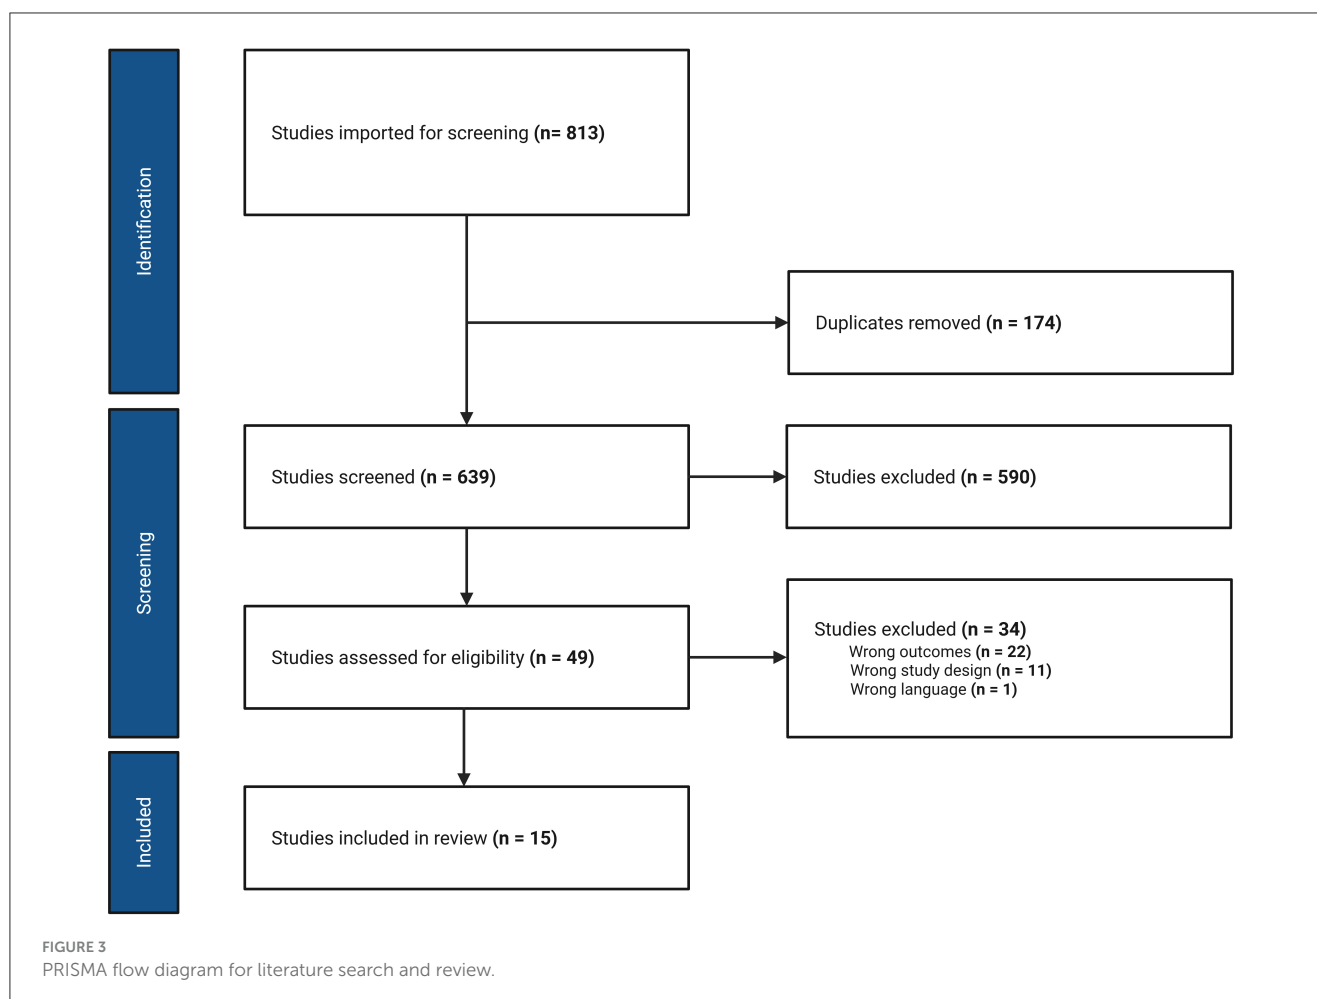 Identification
Studies imported for screening (n= 813)
Duplicates removed (n = 174)
Screening
Studies screened (n = 639)
Studies excluded (n = 590)
Studies assessed for eligibility (n = 49)
Studies excluded (n = 34)
Wrong outcomes (n = 22)
Wrong study design (n = 11)
Wrong language (n = 1)
Included
Studies included in review (n = 15)
FIGURE 3
PRISMA flow diagram for literature search and review.